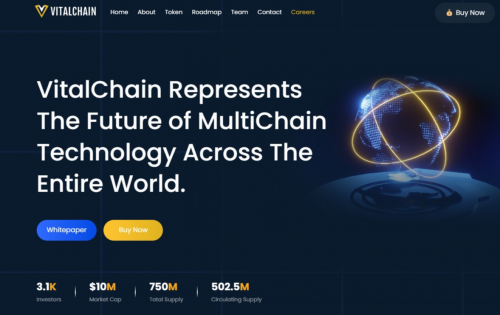 VITALCHAIN
Home About Token Roadmap Team Contact Careers
Buy Now
VitalChain Represents
The Future of MultiChain
Technology Across The
Entire World.
Whitepaper Buy Now
3.1K $10M 750M 502.5M
Investors Market Cap Total Supply Circulating Supply